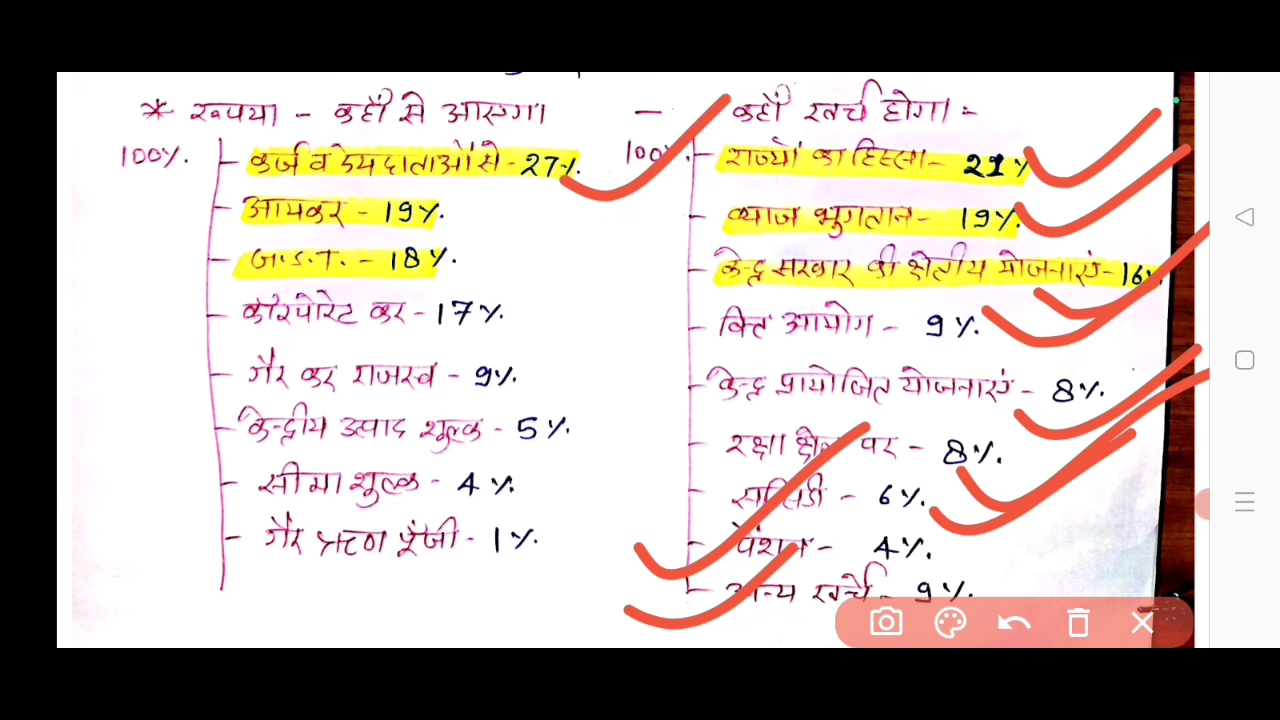 * रूपया - कहाँ से आएगा
100%.
कर्ज व देयदाताओं से - 27%.
आयकर - 19%.
G.S.T. - 18%.
कॉरपोरेट कर - 17%.
गैर कर राजस्व - 9%.
केन्द्रीय उत्पाद शुल्क - 5%.
सीमा शुल्क - 4%.
गैर ऋण पूँजी - 1%.
- कहाँ खर्च होगा :-
100%.
राज्यों का हिस्सा - 21%
ब्याज भुगतान - 19%.
केन्द्र सरकार की क्षेत्रीय योजनाएं - 16%.
वित्त आयोग - 9%.
केन्द्र प्रायोजित योजनाएं - 8%.
रक्षा क्षेत्र पर - 8%.
सब्सिडी - 6%.
पेंशन - 4%.
अन्य खर्चे - 9%.